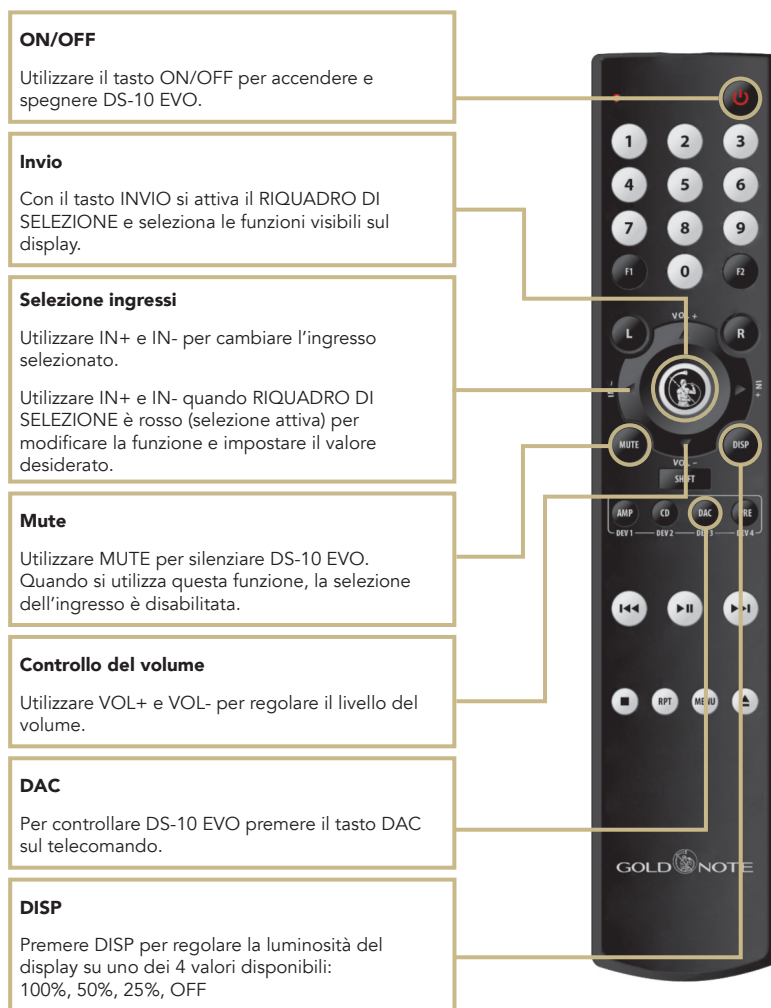 ON/OFF
Utilizzare il tasto ON/OFF per accendere e
spegnere DS-10 EVO.
Invio
Con il tasto INVIO si attiva il RIQUADRO DI
SELEZIONE e seleziona le funzioni visibili sul
display.
Selezione ingressi
Utilizzare IN+ e IN- per cambiare l'ingresso
selezionato.
Utilizzare IN+ e IN- quando RIQUADRO DI
SELEZIONE è rosso (selezione attiva) per
modificare la funzione e impostare il valore
desiderato.
Mute
Utilizzare MUTE per silenziare DS-10 EVO.
Quando si utilizza questa funzione, la selezione
dell'ingresso è disabilitata.
Controllo del volume
Utilizzare VOL+ e VOL- per regolare il livello del
volume.
DAC
Per controllare DS-10 EVO premere il tasto DAC
sul telecomando.
DISP
Premere DISP per regolare la luminosità del
display su uno dei 4 valori disponibili:
100%, 50%, 25%, OFF
1 2 3
4 5 6
7 8 9
F1 0 F2
VOL +
L R
IN - IN +
MUTE DISP
VOL -
SHIFT
AMP CD DAC PRE
DEV 1 DEV 2 DEV 3 DEV 4
RPT MENU
GOLD NOTE